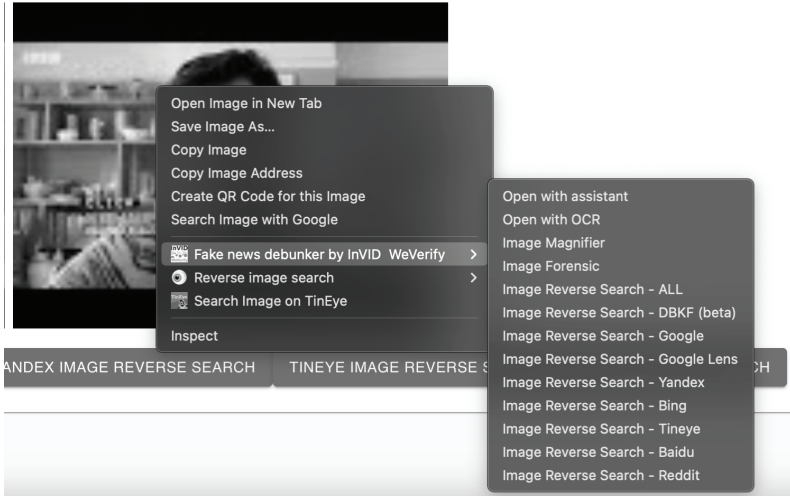 Open Image in New Tab
Save Image As...
Copy Image
Copy Image Address
Create QR Code for this Image
Search Image with Google
Fake news debunker by InVID WeVerify
Reverse image search
Search Image on TinEye
Inspect
Open with assistant
Open with OCR
Image Magnifier
Image Forensic
Image Reverse Search - ALL
Image Reverse Search - DBKF (beta)
Image Reverse Search - Google
Image Reverse Search - Google Lens
Image Reverse Search - Yandex
Image Reverse Search - Bing
Image Reverse Search - Tineye
Image Reverse Search - Baidu
Image Reverse Search - Reddit
ANDEX IMAGE REVERSE SEARCH
TINEYE IMAGE REVERSE S
CH